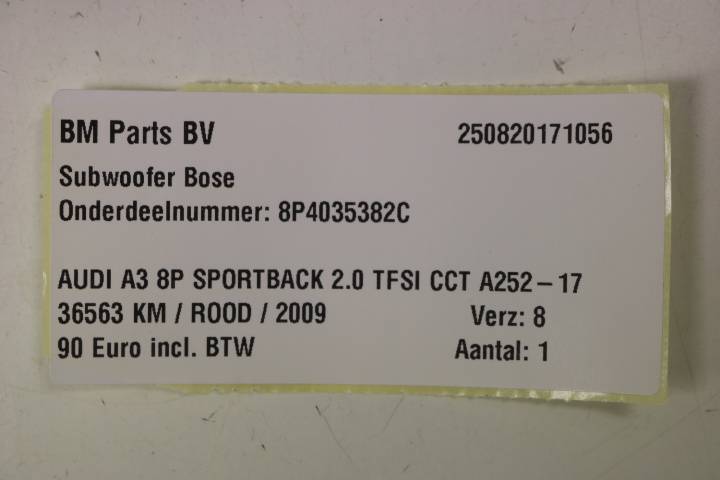 BM Parts BV 250820171056
Subwoofer Bose
Onderdeelnummer: 8P4035382C
AUDI A3 8P SPORTBACK 2.0 TFSI CCT A252-17
36563 KM / ROOD / 2009 Verz: 8
90 Euro incl. BTW Aantal: 1